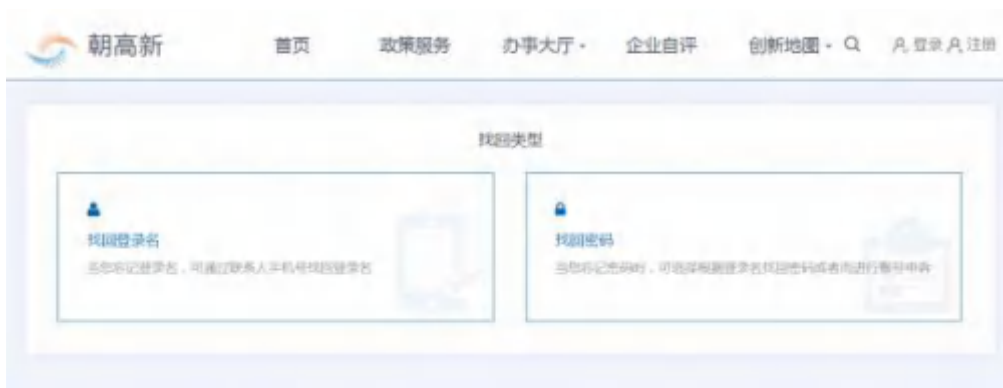 朝高新 首页 政策服务 办事大厅 企业自评 创新地图 登录 注册
找回类型
找回登录名
当您忘记登录名，可通过联系人手机号找回登录名
找回密码
当您忘记密码时，可选择根据登录名找回密码或者而进行账号申诉